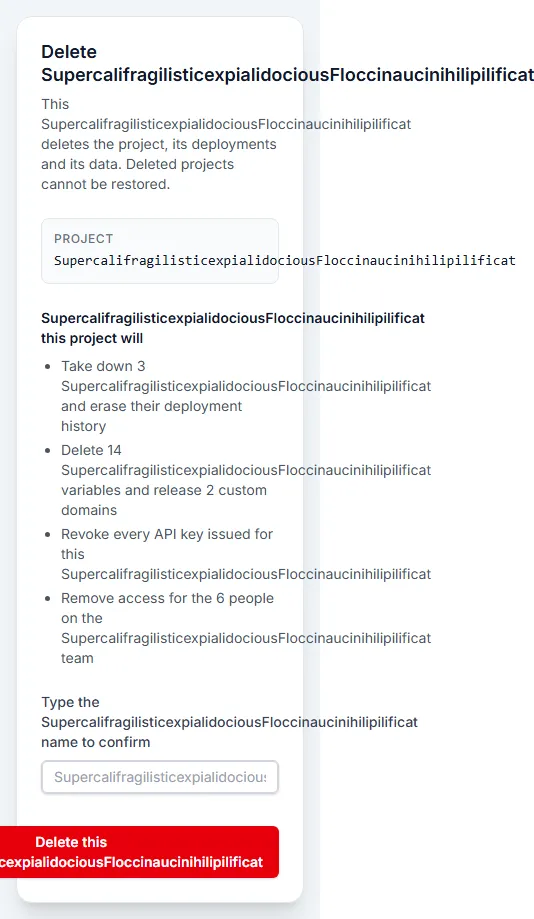 Delete
SupercalifragilisticexpialidociousFloccinaucinihilipilificat
This
SupercalifragilisticexpialidociousFloccinaucinihilipilificat
deletes the project, its deployments
and its data. Deleted projects
cannot be restored.
PROJECT
SupercalifragilisticexpialidociousFloccinaucinihilipilificat
SupercalifragilisticexpialidociousFloccinaucinihilipilificat
this project will
• Take down 3
SupercalifragilisticexpialidociousFloccinaucinihilipilificat
and erase their deployment
history
• Delete 14
SupercalifragilisticexpialidociousFloccinaucinihilipilificat
variables and release 2 custom
domains
• Revoke every API key issued for
this
SupercalifragilisticexpialidociousFloccinaucinihilipilificat
• Remove access for the 6 people
on the
SupercalifragilisticexpialidociousFloccinaucinihilipilificat
team
Type the
SupercalifragilisticexpialidociousFloccinaucinihilipilificat
name to confirm
Supercalifragilisticexpialidocious
Delete this
cexpialidociousFloccinaucinihilipilificat